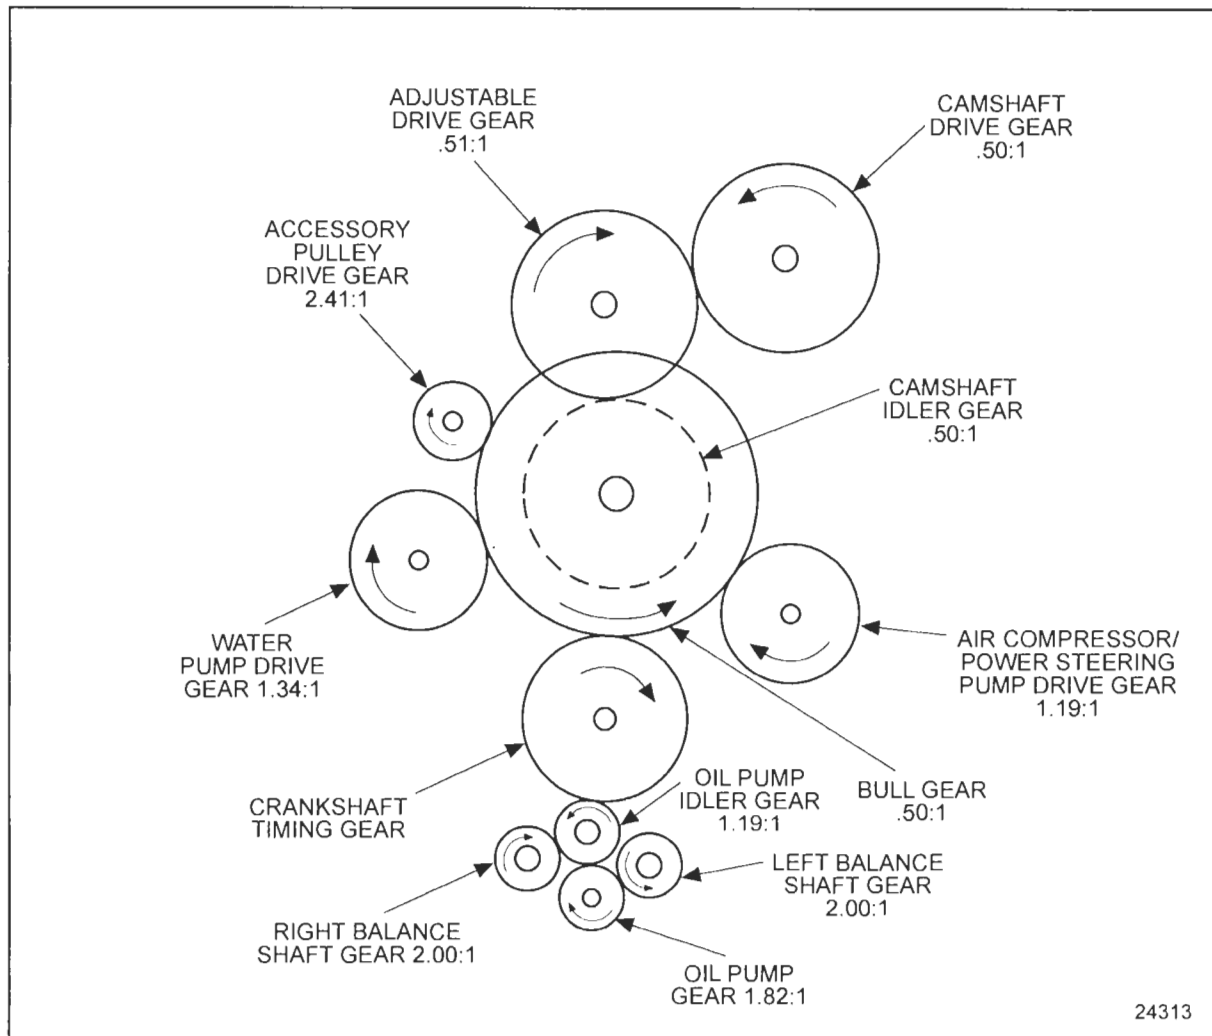 ADJUSTABLE
DRIVE GEAR
.51:1
CAMSHAFT
DRIVE GEAR
.50:1
ACCESSORY
PULLEY
DRIVE GEAR
2.41:1
CAMSHAFT
IDLER GEAR
.50:1
WATER
PUMP DRIVE
GEAR 1.34:1
AIR COMPRESSOR/
POWER STEERING
PUMP DRIVE GEAR
1.19:1
CRANKSHAFT
TIMING GEAR
OIL PUMP
IDLER GEAR
1.19:1
BULL GEAR
.50:1
LEFT BALANCE
SHAFT GEAR
2.00:1
RIGHT BALANCE
SHAFT GEAR 2.00:1
OIL PUMP
GEAR 1.82:1
24313